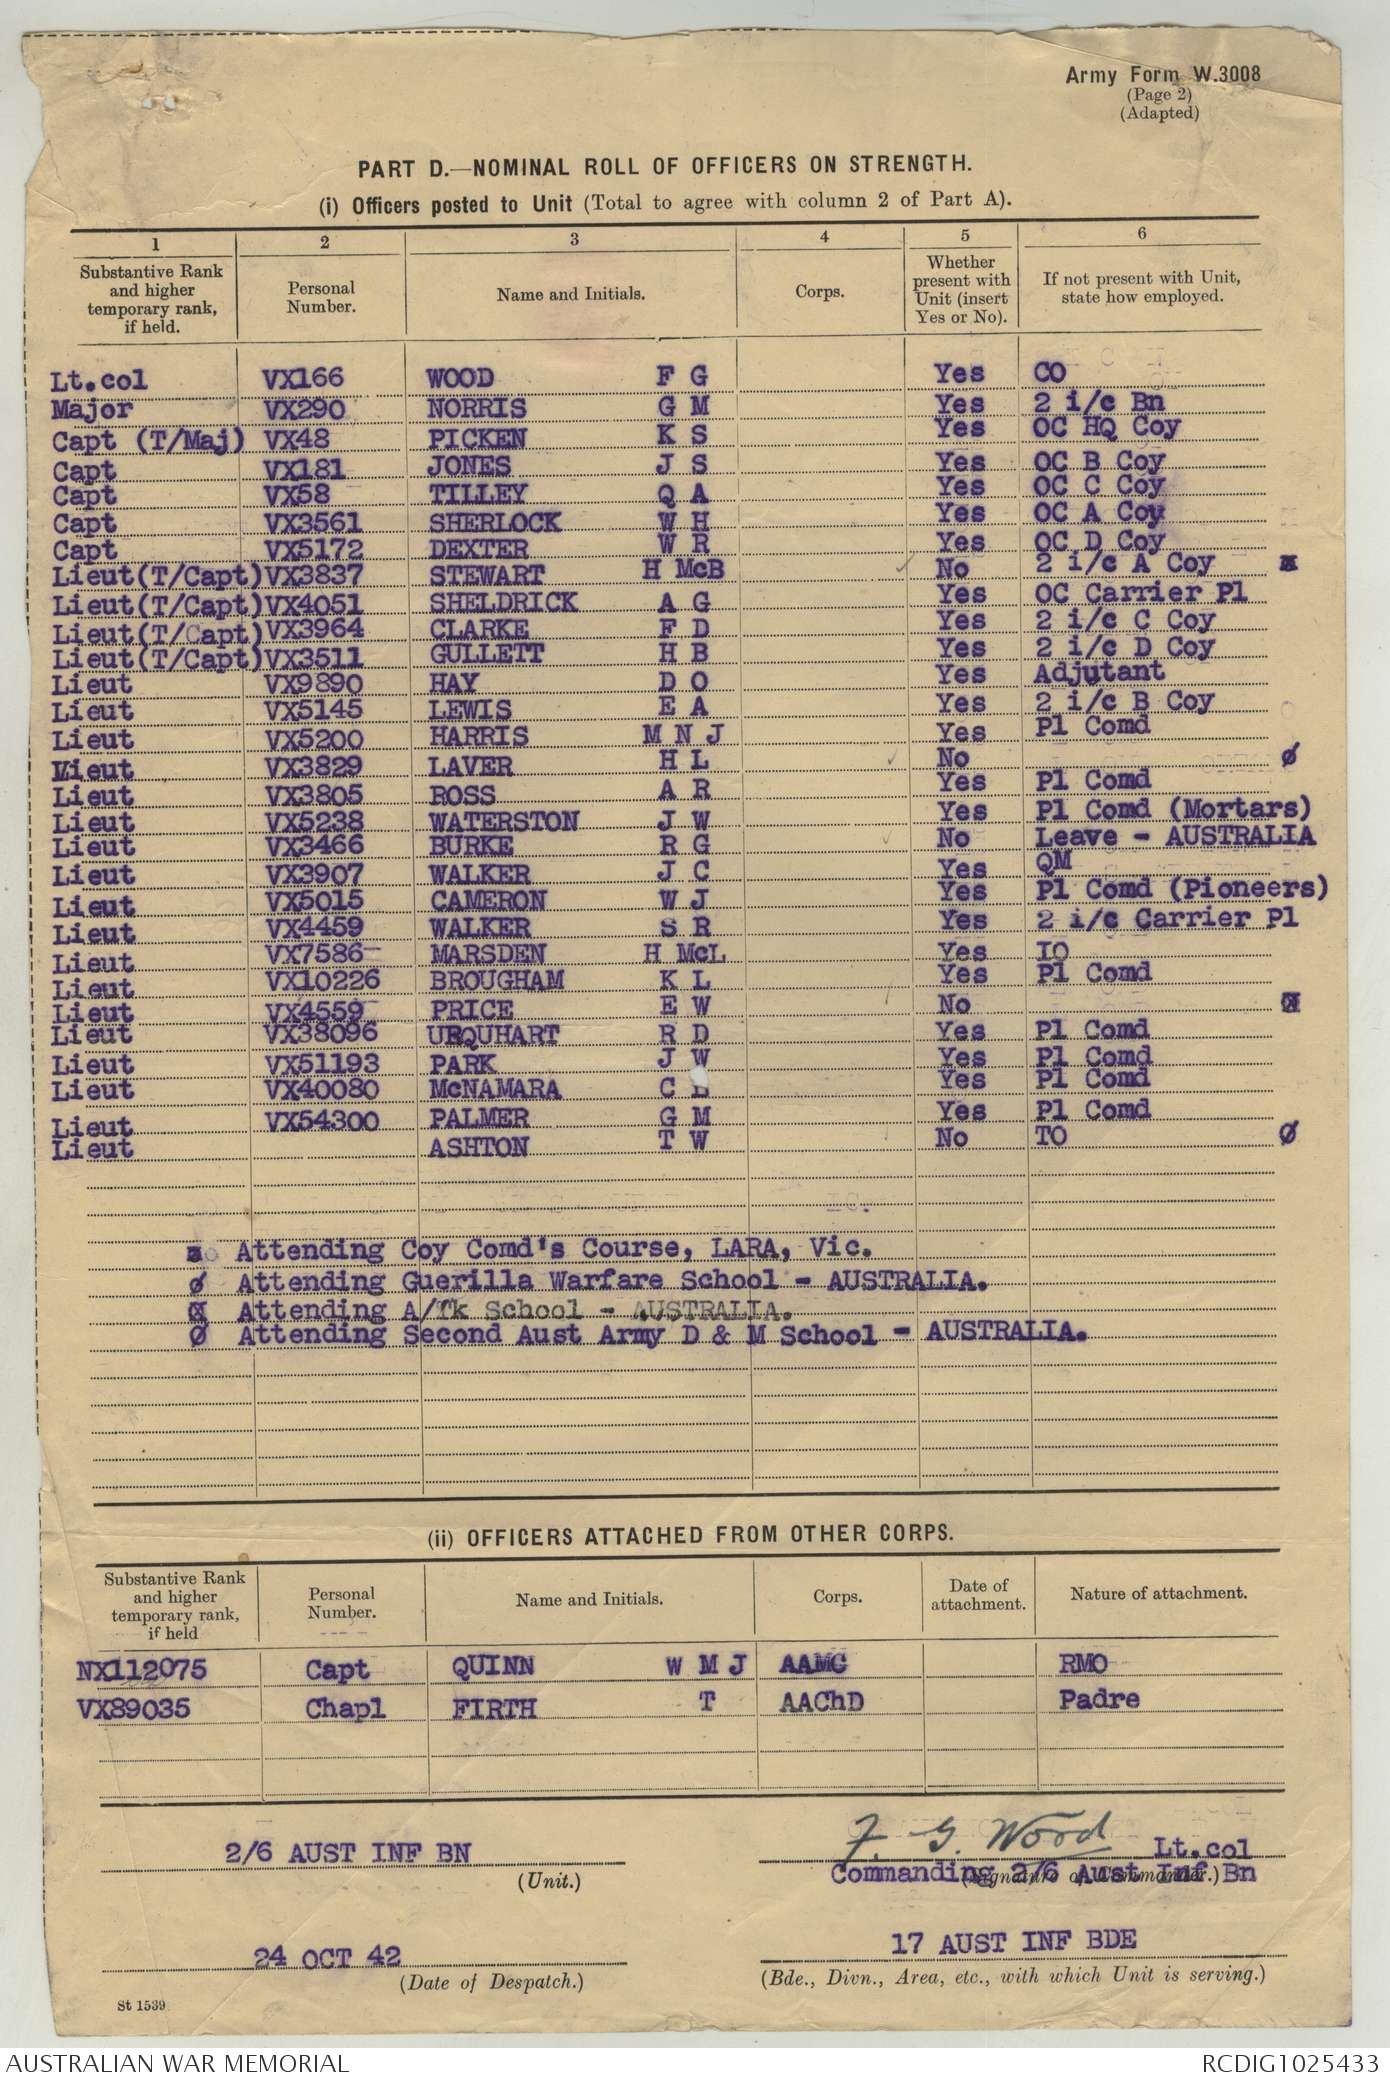 Army Form W.3008
(Page 2)
(Adapted)
PART D.—NOMINAL ROLL OF OFFICERS ON STRENGTH.
(i) Officers posted to Unit (Total to agree with column 2 of Part A).
1 2 3 4 5 6
Substantive Rank and higher temporary rank, if held. Personal Number. Name and Initials. Corps. Whether present with Unit (insert Yes or No). If not present with Unit, state how employed.
Lt.col VX166 WOOD F G Yes CO
Major VX290 NORRIS G M Yes 2 i/c Bn
Capt (T/Maj) VX48 PICKEN K S Yes OC HQ Coy
Capt VX181 JONES J S Yes OC B Coy
Capt VX58 TILLEY Q A Yes OC C Coy
Capt VX3561 SHERLOCK W H Yes OC A Coy
Capt VX5172 DEXTER W R Yes OC D Coy
Lieut(T/Capt) VX3837 STEWART H McB ✓ No 2 i/c A Coy x
Lieut(T/Capt) VX4051 SHELDRICK A G Yes OC Carrier Pl
Lieut(T/Capt) VX3964 CLARKE F D Yes 2 i/c C Coy
Lieut(T/Capt) VX3511 GULLETT H B Yes 2 i/c D Coy
Lieut VX9890 HAY D O Yes Adjutant
Lieut VX5145 LEWIS E A Yes 2 i/c B Coy
Lieut VX5200 HARRIS M N J Yes Pl Comd
Lieut VX3829 LAVER H L ✓ No ø
Lieut VX3805 ROSS A R Yes Pl Comd
Lieut VX5238 WATERSTON J W Yes Pl Comd (Mortars)
Lieut VX3466 BURKE R G ✓ No Leave - AUSTRALIA
Lieut VX3907 WALKER J C Yes QM
Lieut VX5015 CAMERON W J Yes Pl Comd (Pioneers)
Lieut VX4459 WALKER S R Yes 2 i/c Carrier Pl
Lieut VX7586 MARSDEN H McL Yes IO
Lieut VX10226 BROUGHAM K L Yes Pl Comd
Lieut VX4559 PRICE E W ✓ No
Lieut VX38096 URQUHART R D Yes Pl Comd
Lieut VX51193 PARK J W Yes Pl Comd
Lieut VX40080 McNAMARA C Yes Pl Comd
Lieut VX54300 PALMER G M Yes Pl Comd
Lieut ASHTON T W ✓ No TO Ø
x Attending Coy Comd's Course, LARA, Vic.
ø Attending Guerilla Warfare School - AUSTRALIA.
Attending A/Tk School - AUSTRALIA.
Ø Attending Second Aust Army D & M School - AUSTRALIA.
(ii) OFFICERS ATTACHED FROM OTHER CORPS.
Substantive Rank and higher temporary rank, if held Personal Number. Name and Initials. Corps. Date of attachment. Nature of attachment.
NX112075 Capt QUINN W M J AAMC RMO
VX89035 Chapl FIRTH T AAChD Padre
2/6 AUST INF BN
(Unit.)
F. G. Wood Lt.col
Commanding 2/6 Aust Inf Bn
(Signature of Commander.)
24 OCT 42
(Date of Despatch.)
17 AUST INF BDE
(Bde., Divn., Area, etc., with which Unit is serving.)
St 1539
AUSTRALIAN WAR MEMORIAL RCDIG1025433